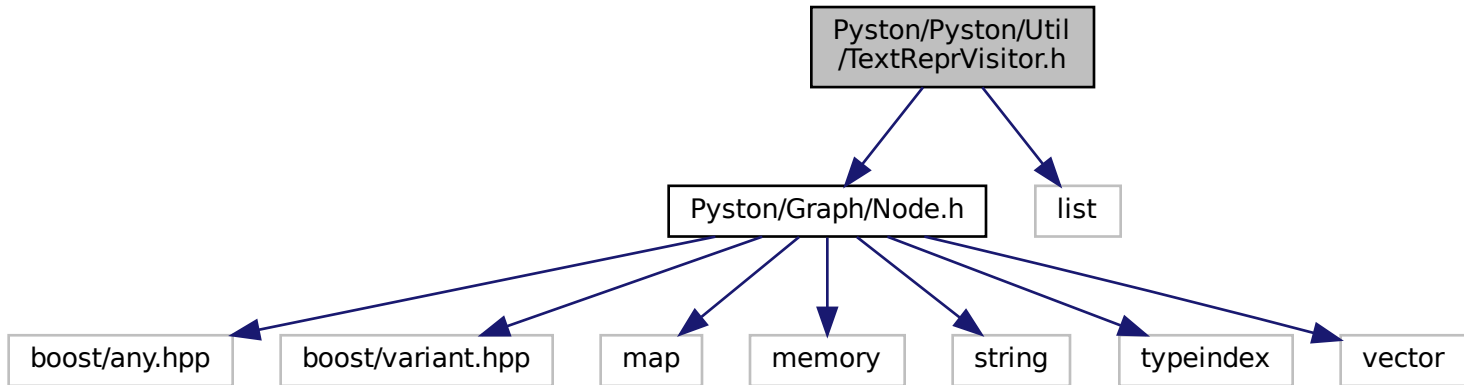 Pyston/Pyston/Util
/TextReprVisitor.h
Pyston/Graph/Node.h
list
boost/any.hpp
boost/variant.hpp
map
memory
string
typeindex
vector